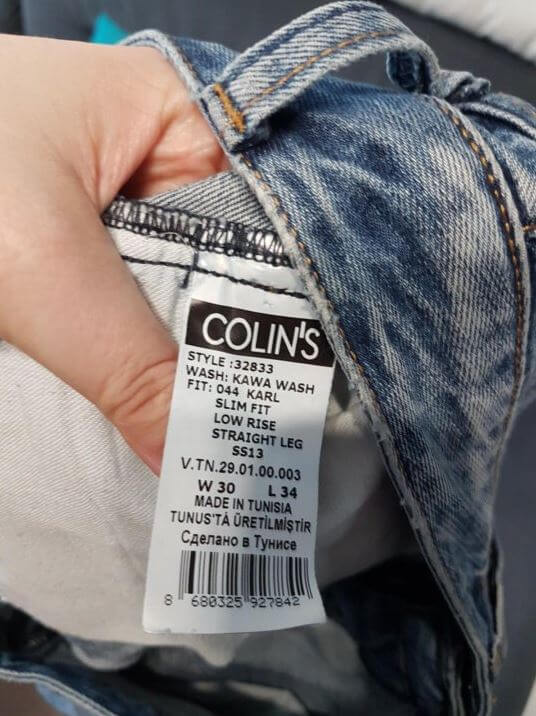 COLIN'S
STYLE :32833
WASH: KAWA WASH
FIT: 044 KARL
SLIM FIT
LOW RISE
STRAIGHT LEG
SS13
V.TN.29.01.00.003
W 30 L 34
MADE IN TUNISIA
TUNUS'TA ÜRETİLMİŞTİR
Сделано в Тунисе
8 680325 927842